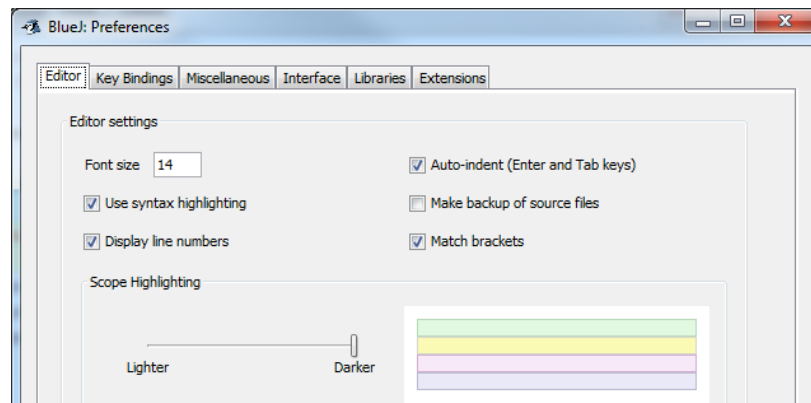 BlueJ: Preferences
Editor Key Bindings Miscellaneous Interface Libraries Extensions
Editor settings
Font size 14
Auto-indent (Enter and Tab keys)
Use syntax highlighting
Make backup of source files
Display line numbers
Match brackets
Scope Highlighting
Lighter Darker